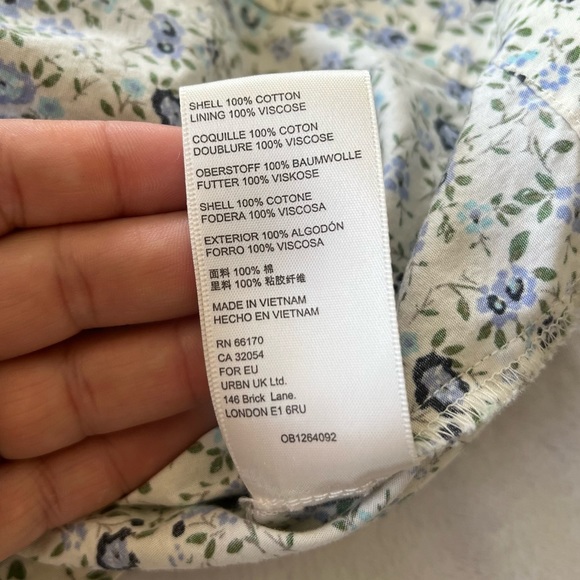 SHELL 100% COTTON
LINING 100% VISCOSE
COQUILLE 100% COTON
DOUBLURE 100% VISCOSE
OBERSTOFF 100% BAUMWOLLE
FUTTER 100% VISKOSE
SHELL 100% COTONE
FODERA 100% VISCOSA
EXTERIOR 100% ALGODÓN
FORRO 100% VISCOSA
面料 100% 棉
里料 100% 粘胶纤维
MADE IN VIETNAM
HECHO EN VIETNAM
RN 66170
CA 32054
FOR EU
URBN UK Ltd.
146 Brick Lane.
LONDON E1 6RU
OB1264092